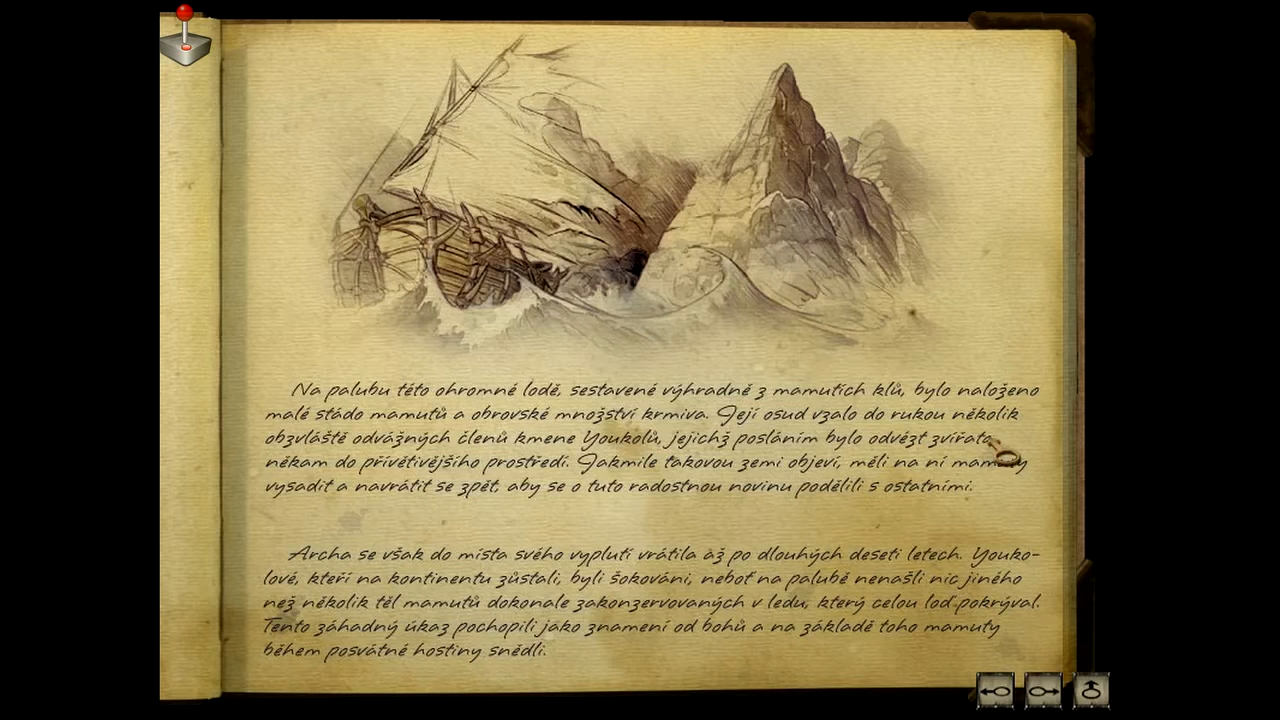 Na palubu této ohromné lodě, sestavené výhradně z mamutích klů, bylo naloženo
malé stádo mamutů a obrovské množství krmiva. Její osud vzalo do rukou několik
obzvláště odvážných členů kmene Youkolů, jejichž posláním bylo odvézt zvířata
někam do přívětivějšího prostředí. Jakmile takovou zemi objeví, měli na ní mamuty
vysadit a navrátit se zpět, aby se o tuto radostnou novinu podělili s ostatními.
Archa se však do místa svého vyplutí vrátila až po dlouhých deseti letech. Youko-
lové, kteří na kontinentu zůstali, byli šokováni, neboť na palubě nenašli nic jiného
než několik těl mamutů dokonale zakonzervovaných v ledu, který celou loď pokrýval.
Tento záhadný úkaz pochopili jako znamení od bohů a na základě toho mamuty
během posvátné hostiny snědli.